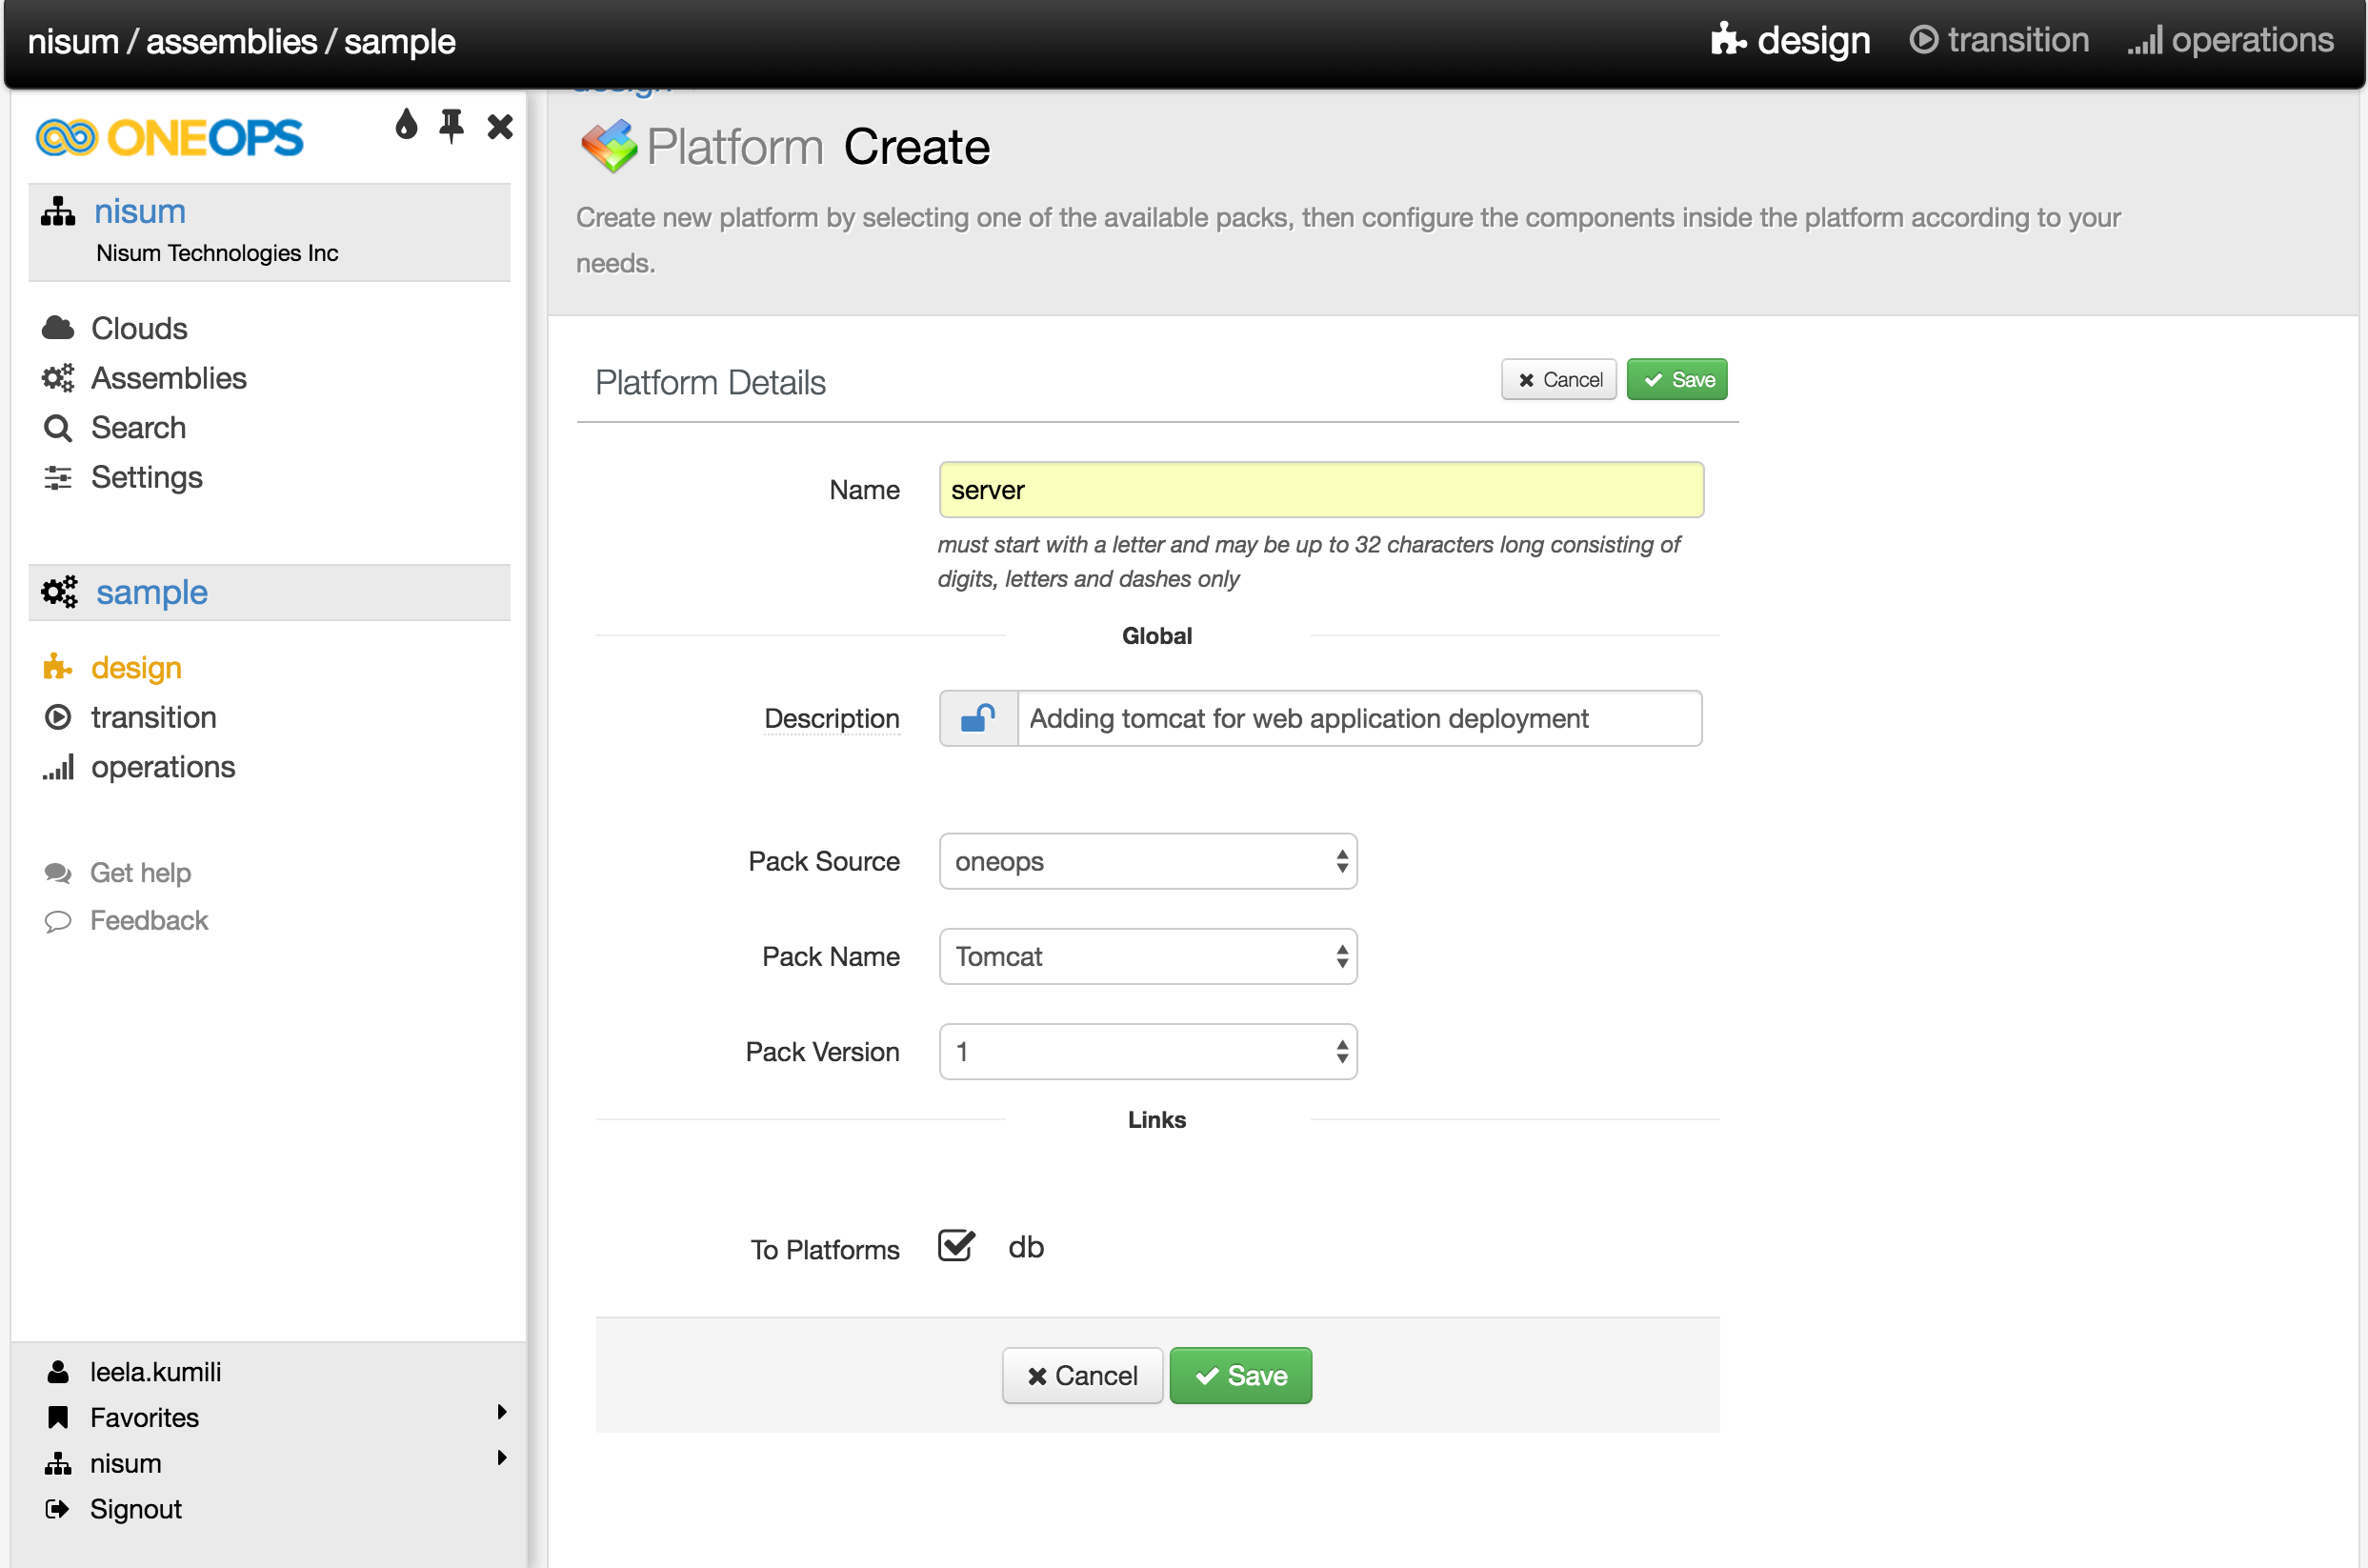 nisum / assemblies / sample
design
transition
operations
ONEOPS
nisum
Nisum Technologies Inc
Clouds
Assemblies
Search
Settings
sample
design
transition
operations
Get help
Feedback
leela.kumili
Favorites
nisum
Signout
design
Platform Create
Create new platform by selecting one of the available packs, then configure the components inside the platform according to your
needs.
Platform Details
Cancel
Save
Name
server
must start with a letter and may be up to 32 characters long consisting of
digits, letters and dashes only
Global
Description
Adding tomcat for web application deployment
Pack Source
oneops
Pack Name
Tomcat
Pack Version
1
Links
To Platforms
db
Cancel
Save